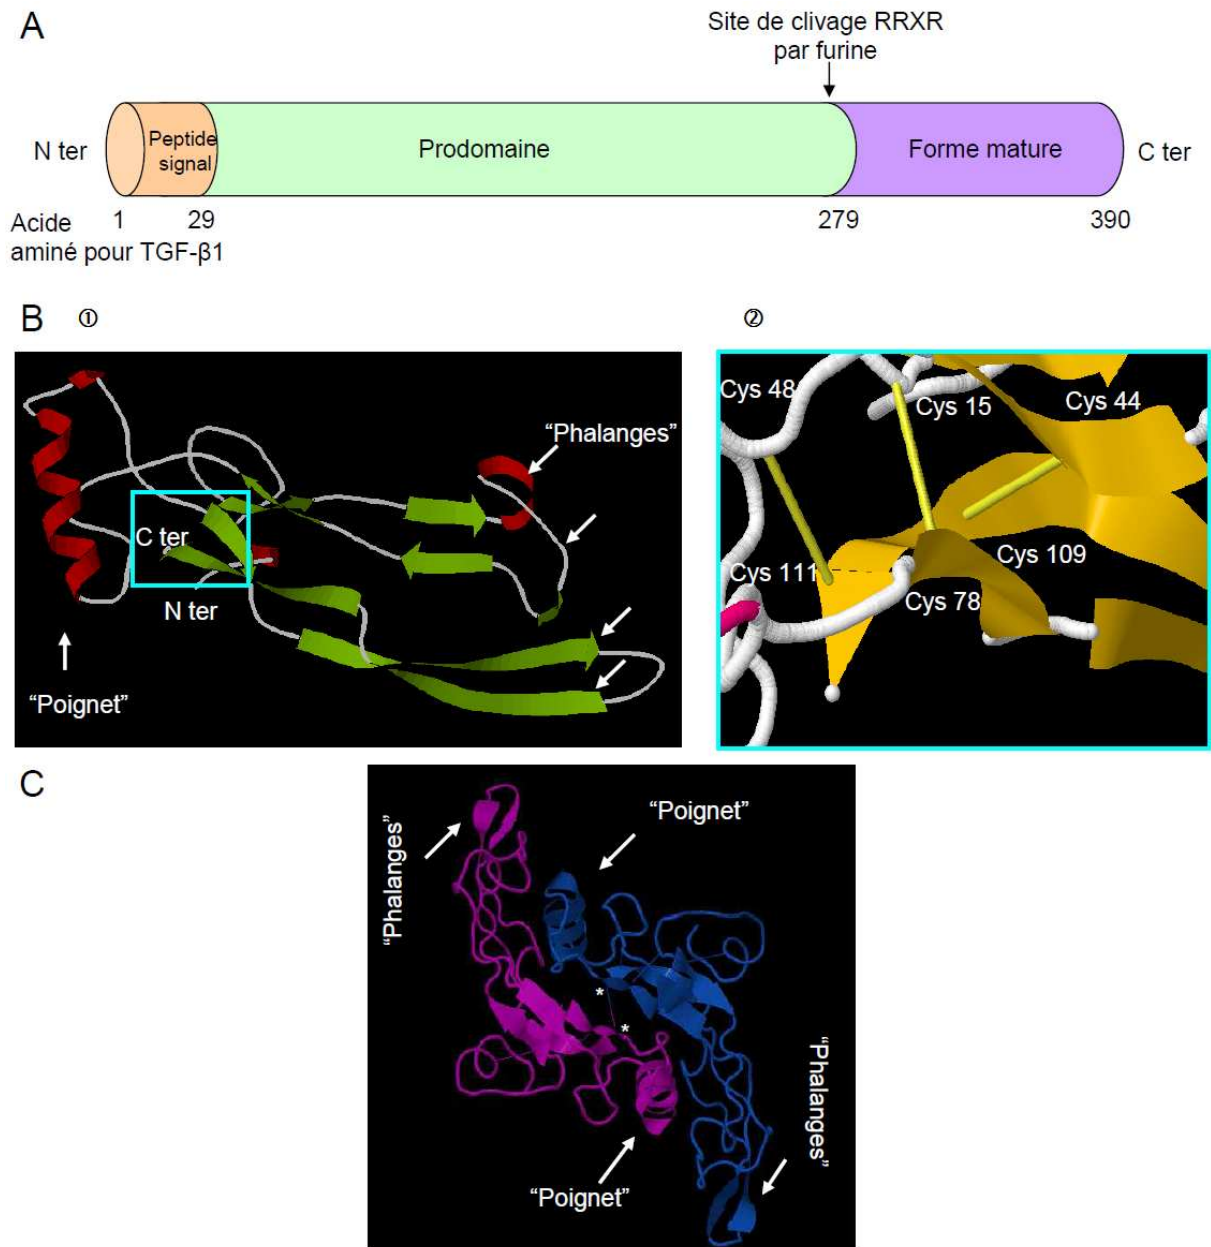 A
Site de clivage RRXR
par furine
N ter
Peptide
signal
Prodomaine
Forme mature
C ter
Acide
aminé pour TGF-β1
1
29
279
390
B
①
②
"Phalanges"
C ter
N ter
"Poignet"
Cys 48
Cys 15
Cys 44
Cys 111
Cys 109
Cys 78
C
"Phalanges"
"Poignet"
*
*
"Phalanges"
"Poignet"